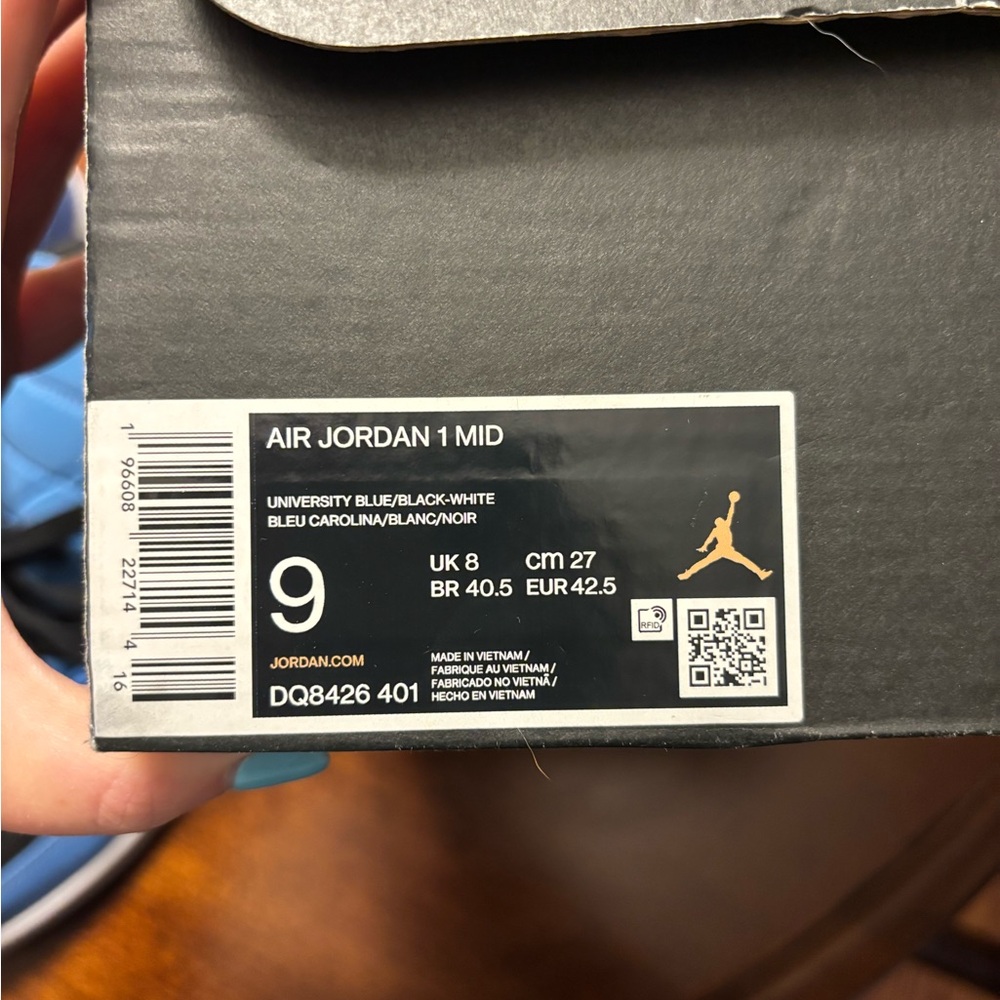 AIR JORDAN 1 MID
UNIVERSITY BLUE/BLACK-WHITE
BLEU CAROLINA/BLANC/NOIR
9
UK 8 cm 27
BR 40.5 EUR 42.5
RFID
JORDAN.COM
DQ8426 401
MADE IN VIETNAM /
FABRIQUE AU VIETNAM /
FABRICADO NO VIETNÃ /
HECHO EN VIETNAM
1 96608 22714 4 16